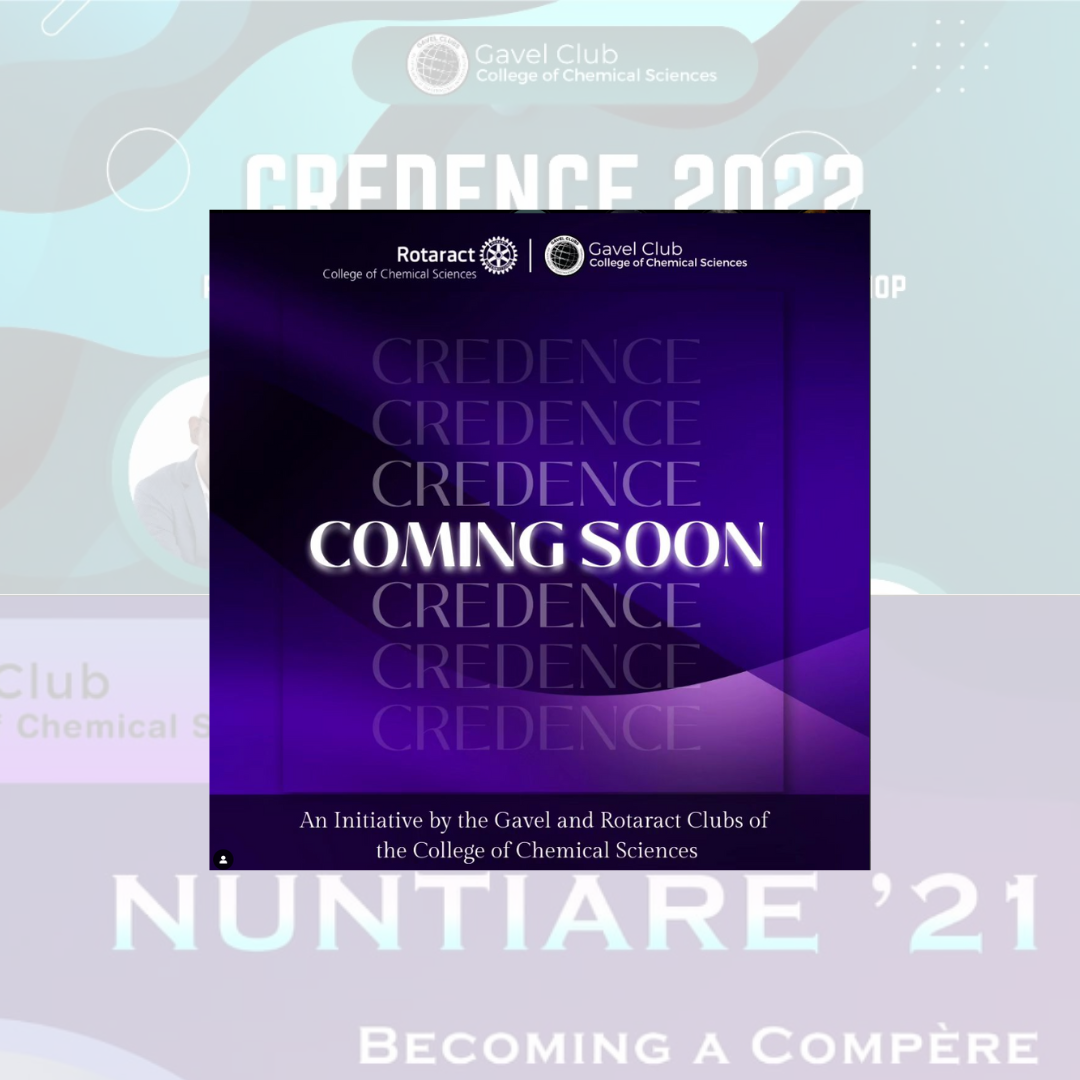 Gavel Club
College of Chemical Sciences
CREDENCE 2022
Rotaract
College of Chemical Sciences
Gavel Club
College of Chemical Sciences
OP
CREDENCE
CREDENCE
CREDENCE
COMING SOON
CREDENCE
CREDENCE
CREDENCE
Club
Chemical S
An Initiative by the Gavel and Rotaract Clubs of
the College of Chemical Sciences
NUNTIARE ’21
BECOMING A COMPÈRE